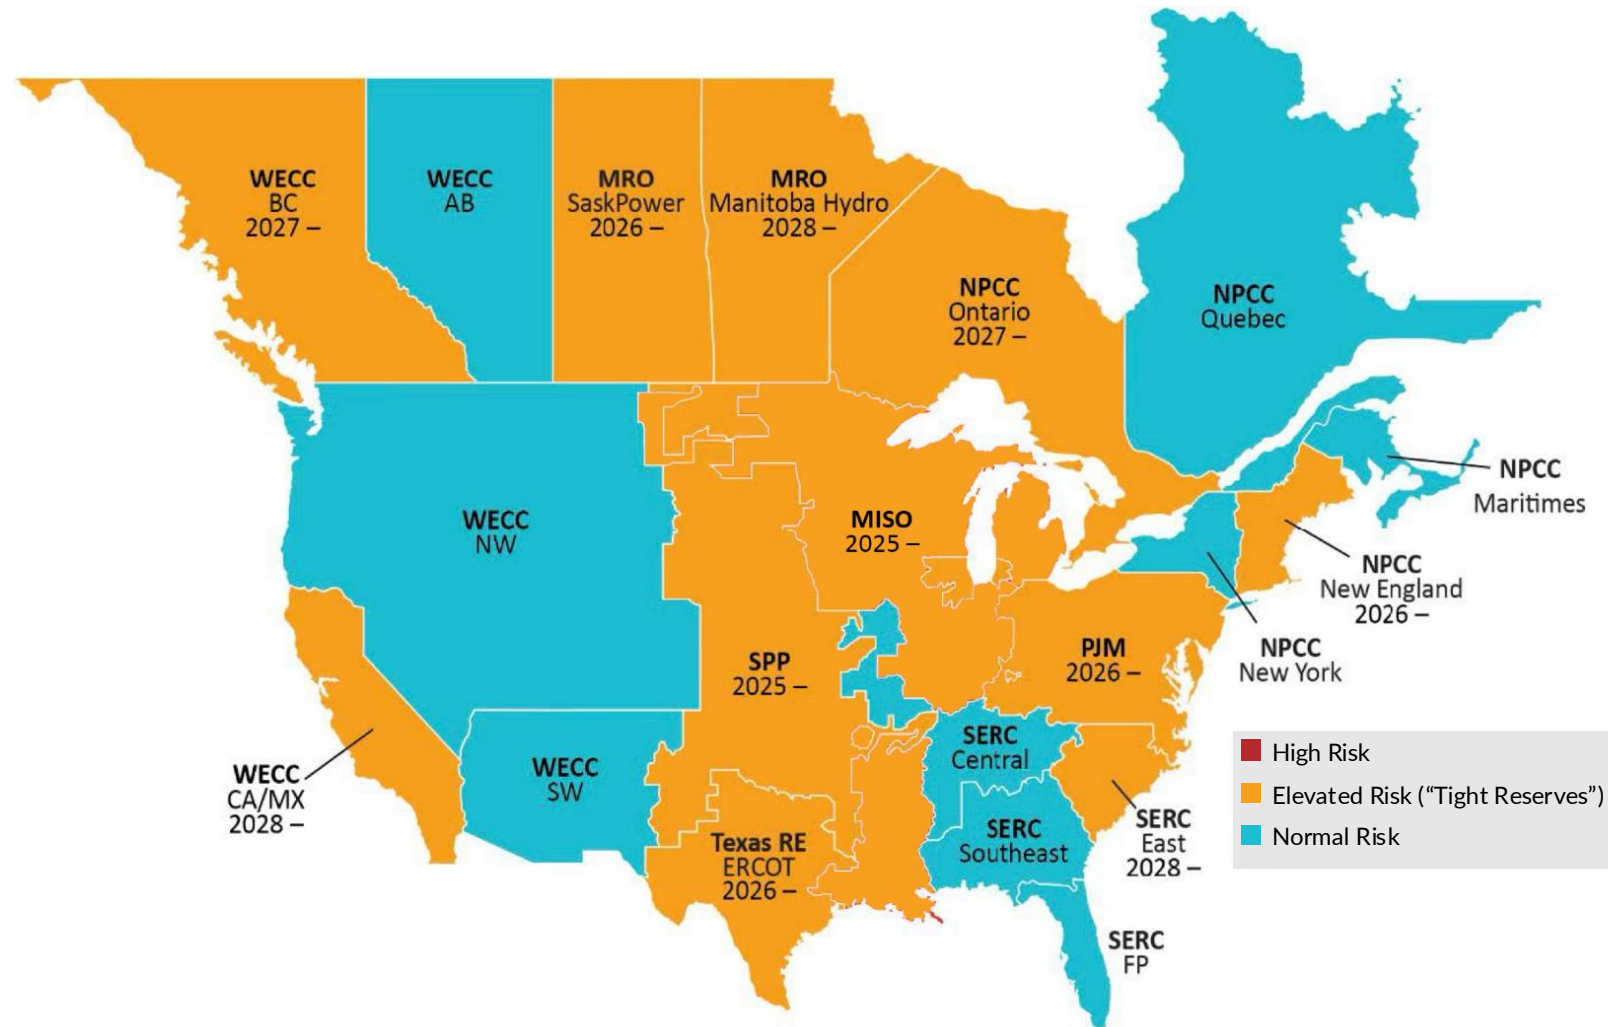 WECC
BC
2027 –
WECC
AB
MRO
SaskPower
2026 –
MRO
Manitoba Hydro
2028 –
NPCC
Ontario
2027 –
NPCC
Quebec
NPCC
Maritimes
WECC
NW
MISO
2025 –
NPCC
New England
2026 –
NPCC
New York
SPP
2025 –
PJM
2026 –
WECC
CA/MX
2028 –
WECC
SW
SERC
Central
Texas RE
ERCOT
2026 –
SERC
Southeast
SERC
East
2028 –
SERC
FP
High Risk
Elevated Risk (“Tight Reserves”)
Normal Risk